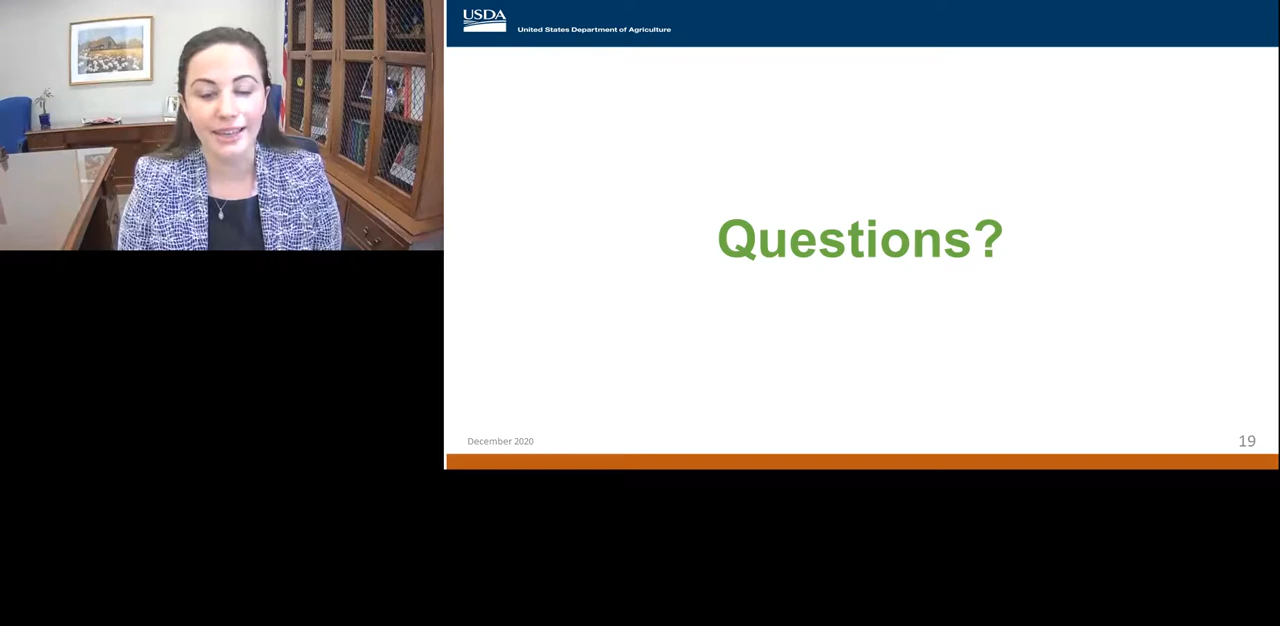 USDA
United States Department of Agriculture
Questions?
December 2020
19